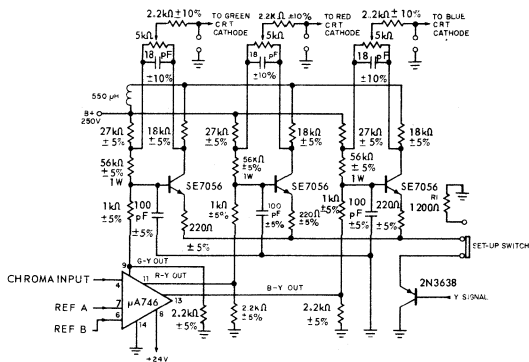 2.2kΩ±10%
TO GREEN
CRT
CATHODE
2.2KΩ ±10%
TO RED
CRT
CATHODE
2.2kΩ± 10%
TO BLUE
CRT
CATHODE
5kΩ
18 pF
±10%
5kΩ
18 pF
±10%
5kΩ
18 pF
±10%
550 μH
B+
250V
27kΩ
±5%
18kΩ
±5%
27kΩ
±5%
18kΩ
±5%
27kΩ
±5%
18kΩ
±5%
56kΩ
±5%
1W
SE7056
56kΩ
±5%
1W
SE7056
56kΩ
±5%
1W
SE7056
1kΩ
±5%
100
pF
±5%
220Ω
±5%
1kΩ
±5%
100
pF
±5%
220Ω
±5%
1kΩ
±5%
100
pF
±5%
220Ω
±5%
RI
1200Ω
SET-UP SWITCH
G-Y OUT
R-Y OUT
B-Y OUT
9
11
13
CHROMA INPUT
4
μA746
REF A
7
REF B
6
14
8
+24V
2.2kΩ
±5%
2.2kΩ
±5%
2.2kΩ
±5%
2N3638
Y SIGNAL